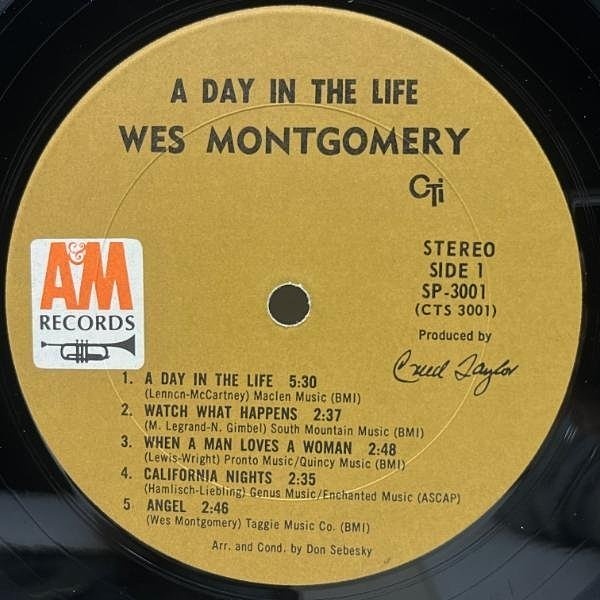 A DAY IN THE LIFE
WES MONTGOMERY
CTi
A&M
RECORDS
STEREO
SIDE 1
SP-3001
(CTS 3001)
Produced by
Creed Taylor
1. A DAY IN THE LIFE 5:30
(Lennon-McCartney) Maclen Music (BMI)
2. WATCH WHAT HAPPENS 2:37
(M. Legrand-N. Gimbel) South Mountain Music (BMI)
3. WHEN A MAN LOVES A WOMAN 2:48
(Lewis-Wright) Pronto Music/Quincy Music (BMI)
4. CALIFORNIA NIGHTS 2:35
(Hamlisch-Liebling) Genus Music/Enchanted Music (ASCAP)
5 ANGEL 2:46
(Wes Montgomery) Taggie Music Co. (BMI)
Arr. and Cond. by Don Sebesky